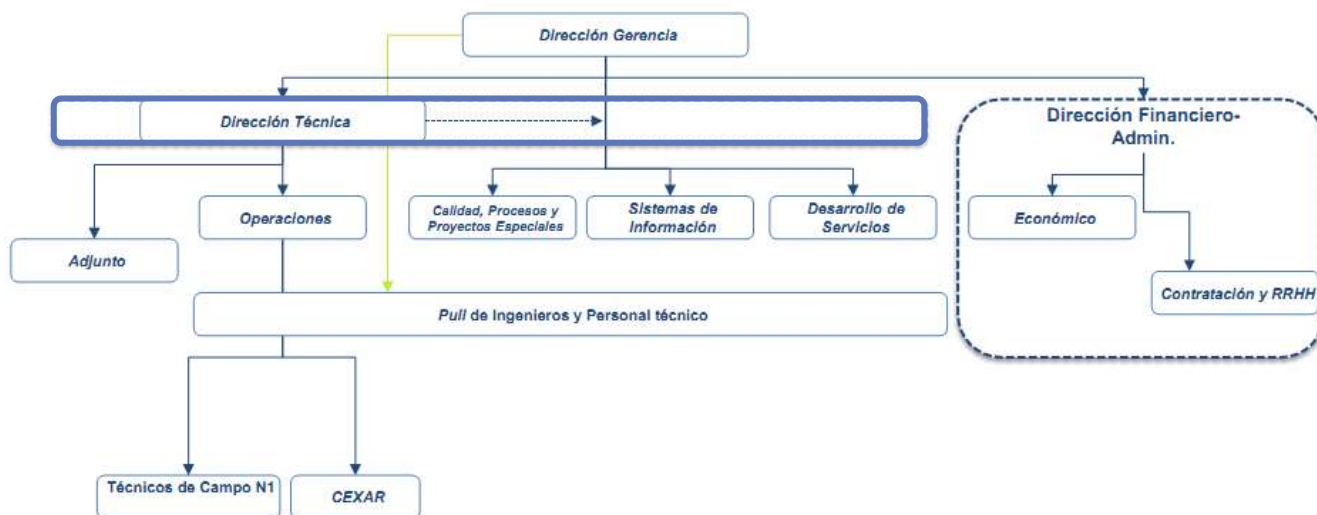 Dirección Gerencia
Dirección Técnica
Dirección Financiero-
Admin.
Calidad, Procesos y
Proyectos Especiales
Sistemas de
Información
Desarrollo de
Servicios
Operaciones
Económico
Adjunto
Contratación y RRHH
Pull de Ingenieros y Personal técnico
Técnicos de Campo N1
CEXAR